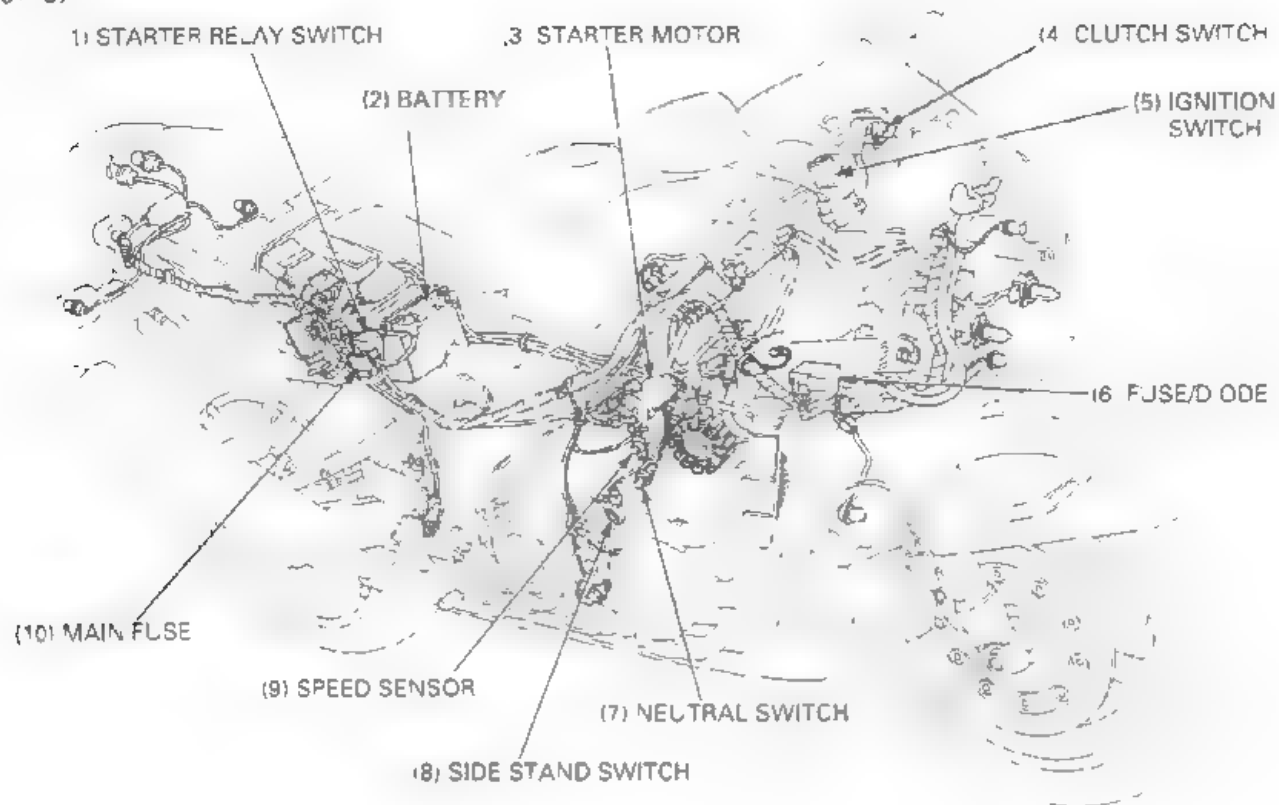 1) STARTER RELAY SWITCH
(2) BATTERY
3 STARTER MOTOR
(4 CLUTCH SWITCH
(5) IGNITION
SWITCH
(6 FUSE/D ODE
(7) NEUTRAL SWITCH
(8) SIDE STAND SWITCH
(9) SPEED SENSOR
(10) MAIN FUSE